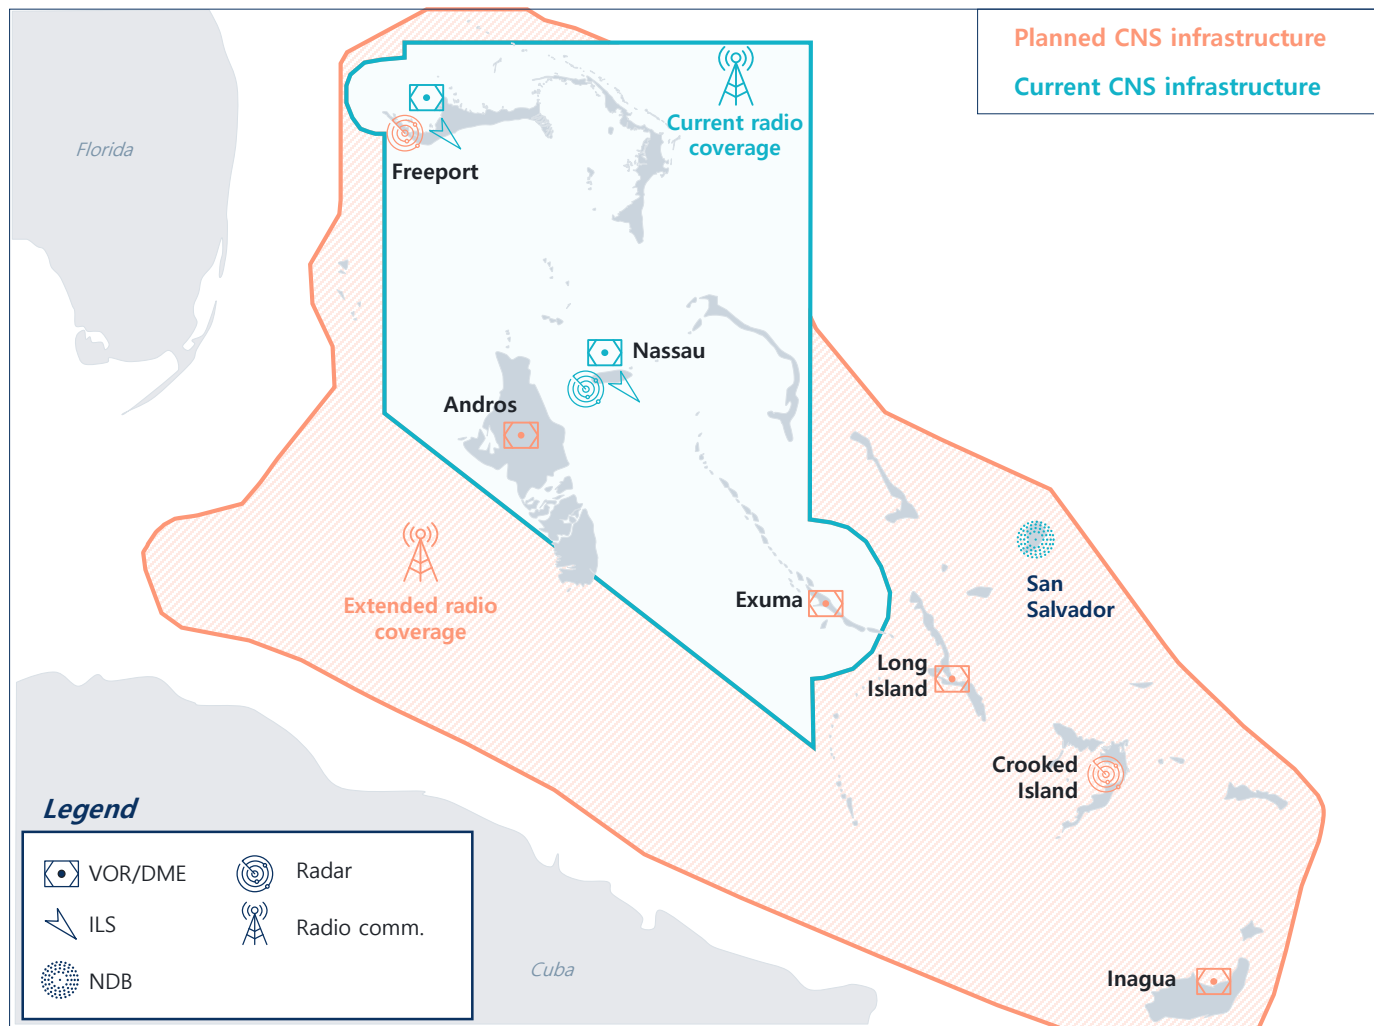 Planned CNS infrastructure
Current CNS infrastructure
Florida
Current radio
coverage
Freeport
Nassau
Andros
Extended radio
coverage
Exuma
San
Salvador
Long
Island
Crooked
Island
Inagua
Cuba
Legend
VOR/DME
Radar
ILS
Radio comm.
NDB